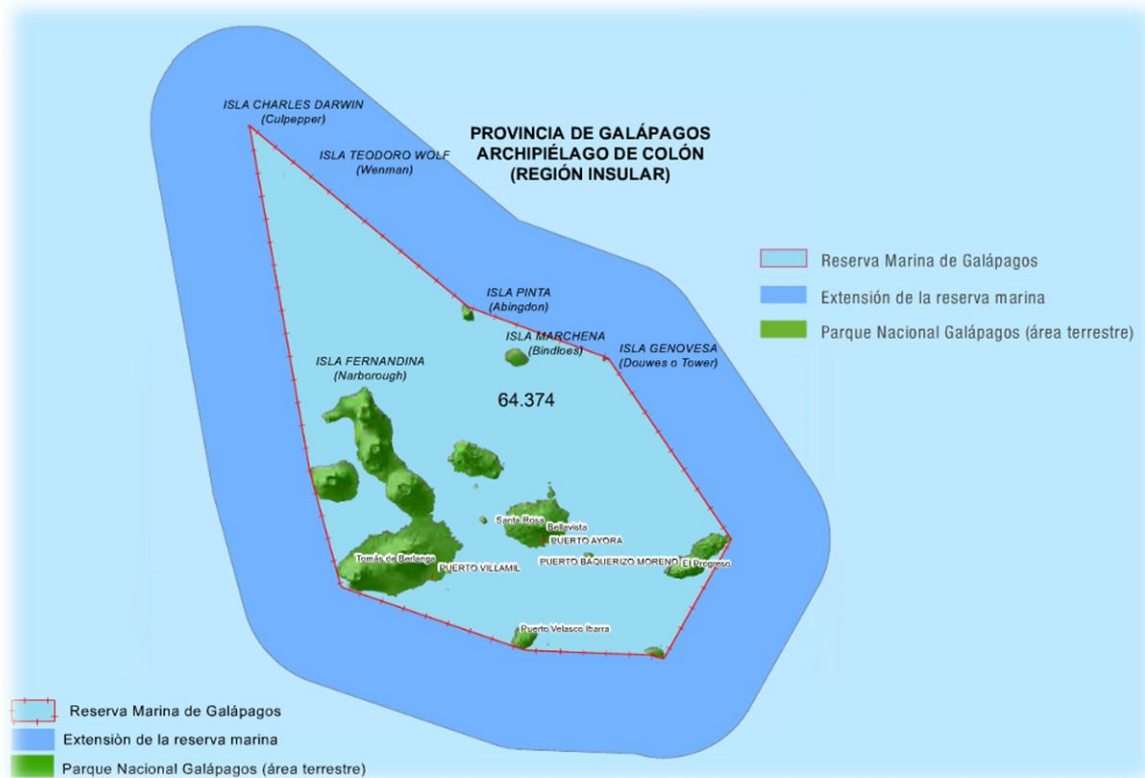 ISLA CHARLES DARWIN
(Culpepper)
PROVINCIA DE GALÁPAGOS
ARCHIPIÉLAGO DE COLÓN
(REGIÓN INSULAR)
ISLA TEODORO WOLF
(Wenman)
Reserva Marina de Galápagos
Extensión de la reserva marina
Parque Nacional Galápagos (área terrestre)
ISLA PINTA
(Abingdon)
ISLA MARCHENA
(Bindloes)
ISLA GENOVESA
(Douwes o Tower)
ISLA FERNANDINA
(Narborough)
64.374
Santa Rosa
Bellavista
PUERTO AYORA
Tomás de Berlanga
PUERTO VILLAMIL
PUERTO BAQUERIZO MORENO
El Progreso
Puerto Velasco Ibarra
Reserva Marina de Galápagos
Extensiòn de la reserva marina
Parque Nacional Galápagos (área terrestre)